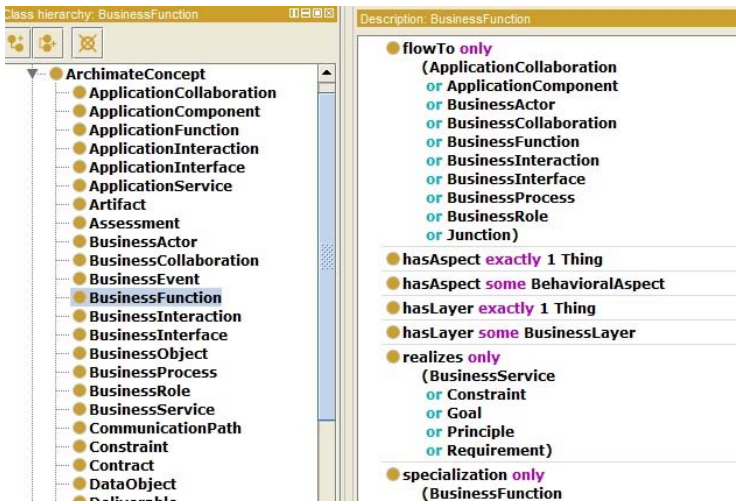 Class hierarchy: BusinessFunction
ArchimateConcept
ApplicationCollaboration
ApplicationComponent
ApplicationFunction
ApplicationInteraction
ApplicationInterface
ApplicationService
Artifact
Assessment
BusinessActor
BusinessCollaboration
BusinessEvent
BusinessFunction
BusinessInteraction
BusinessInterface
BusinessObject
BusinessProcess
BusinessRole
BusinessService
CommunicationPath
Constraint
Contract
DataObject
Deliverable
Description: BusinessFunction
flowTo only
(ApplicationCollaboration
or ApplicationComponent
or BusinessActor
or BusinessCollaboration
or BusinessFunction
or BusinessInteraction
or BusinessInterface
or BusinessProcess
or BusinessRole
or Junction)
hasAspect exactly 1 Thing
hasAspect some BehavioralAspect
hasLayer exactly 1 Thing
hasLayer some BusinessLayer
realizes only
(BusinessService
or Constraint
or Goal
or Principle
or Requirement)
specialization only
(BusinessFunction